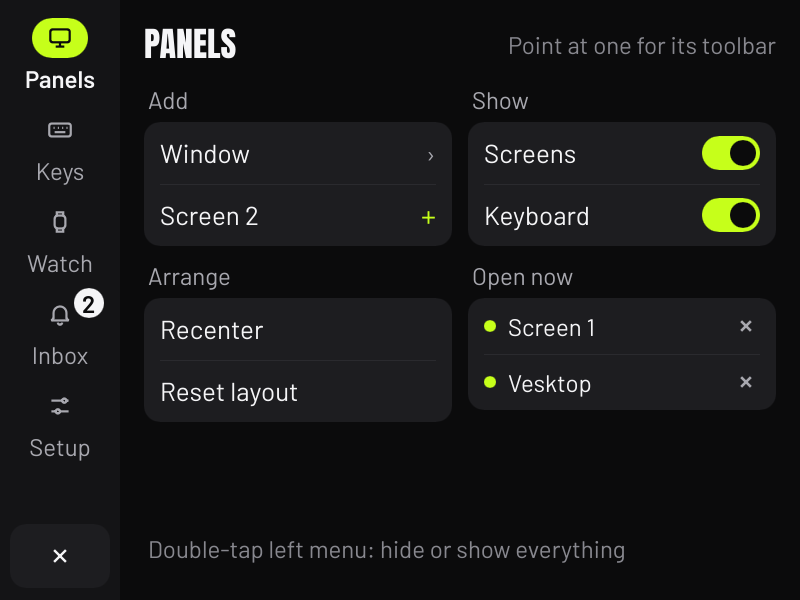 Panels
Keys
Watch
2
Inbox
Setup
PANELS
Point at one for its toolbar
Add
Window
Screen 2
Show
Screens
Keyboard
Arrange
Recenter
Reset layout
Open now
Screen 1
Vesktop
Double-tap left menu: hide or show everything